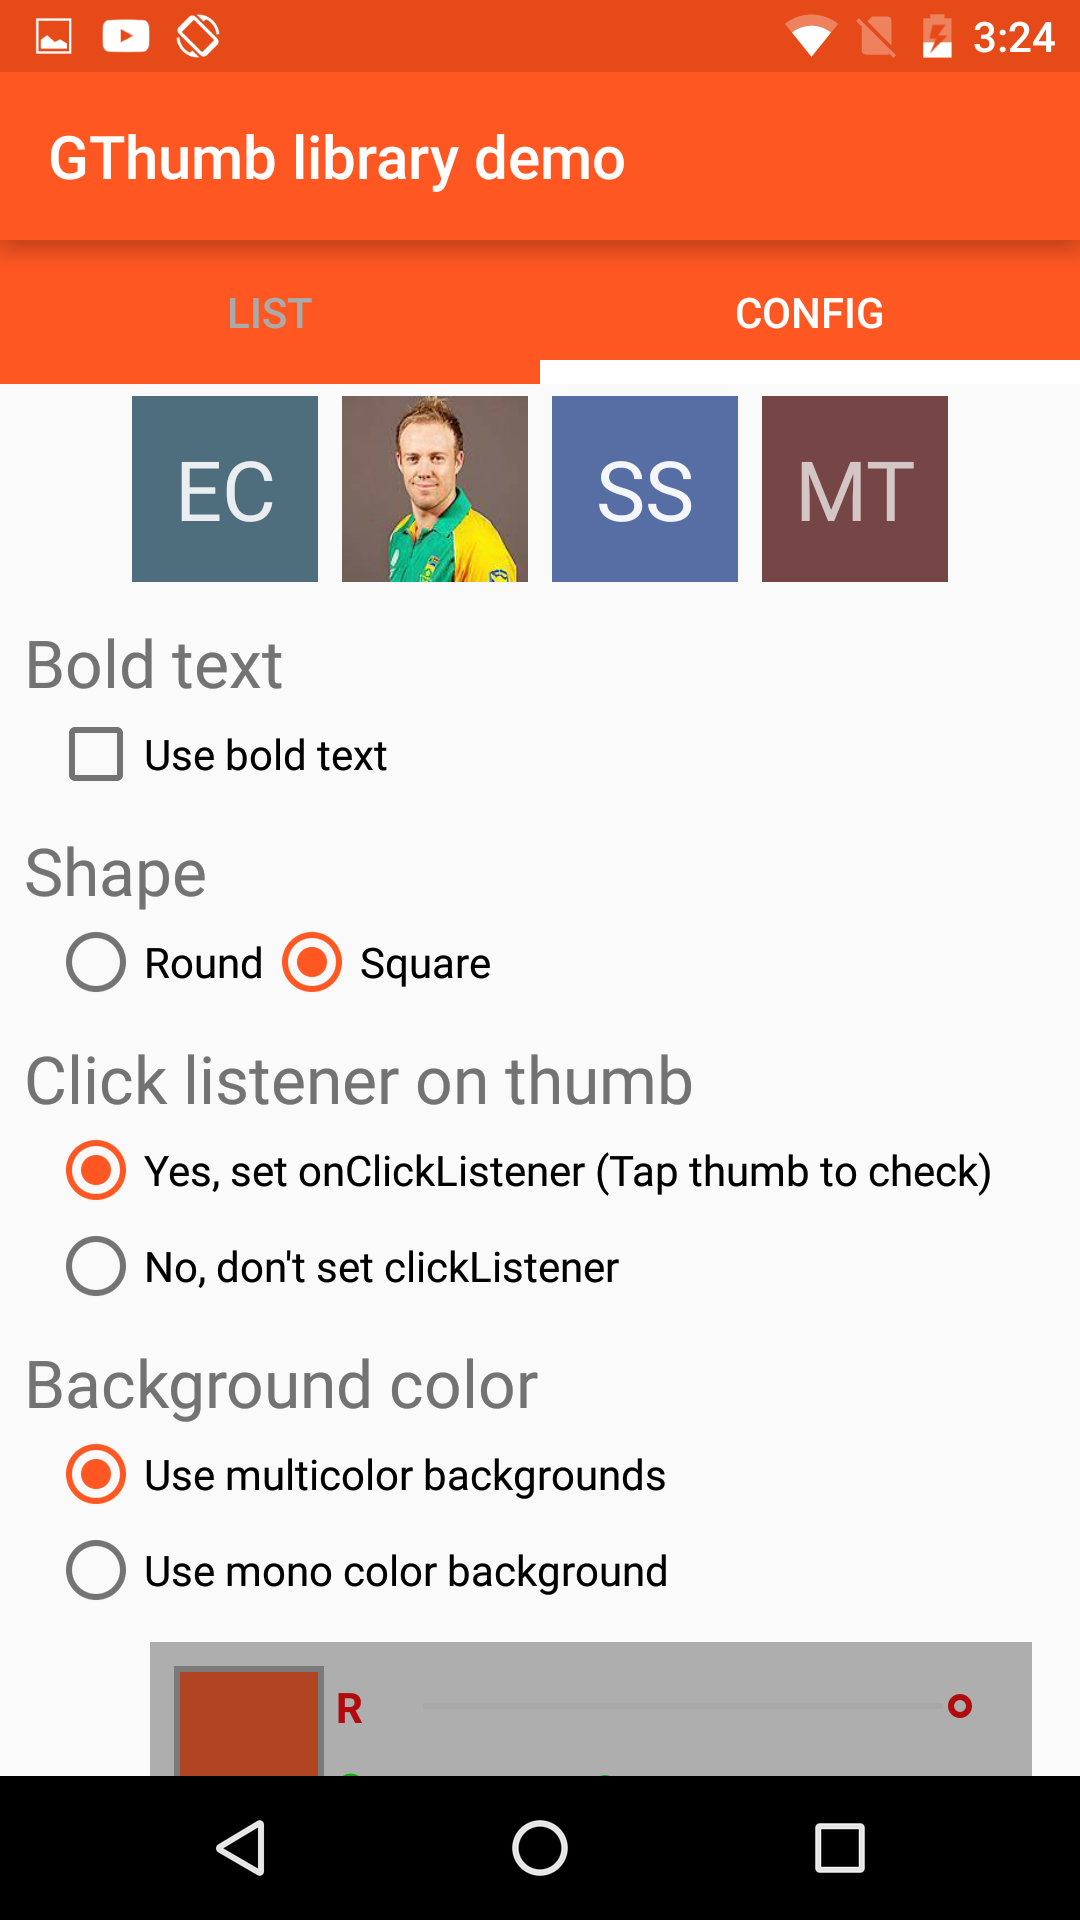 3:24
GThumb library demo
LIST CONFIG
EC SS MT
Bold text
Use bold text
Shape
Round Square
Click listener on thumb
Yes, set onClickListener (Tap thumb to check)
No, don't set clickListener
Background color
Use multicolor backgrounds
Use mono color background
R